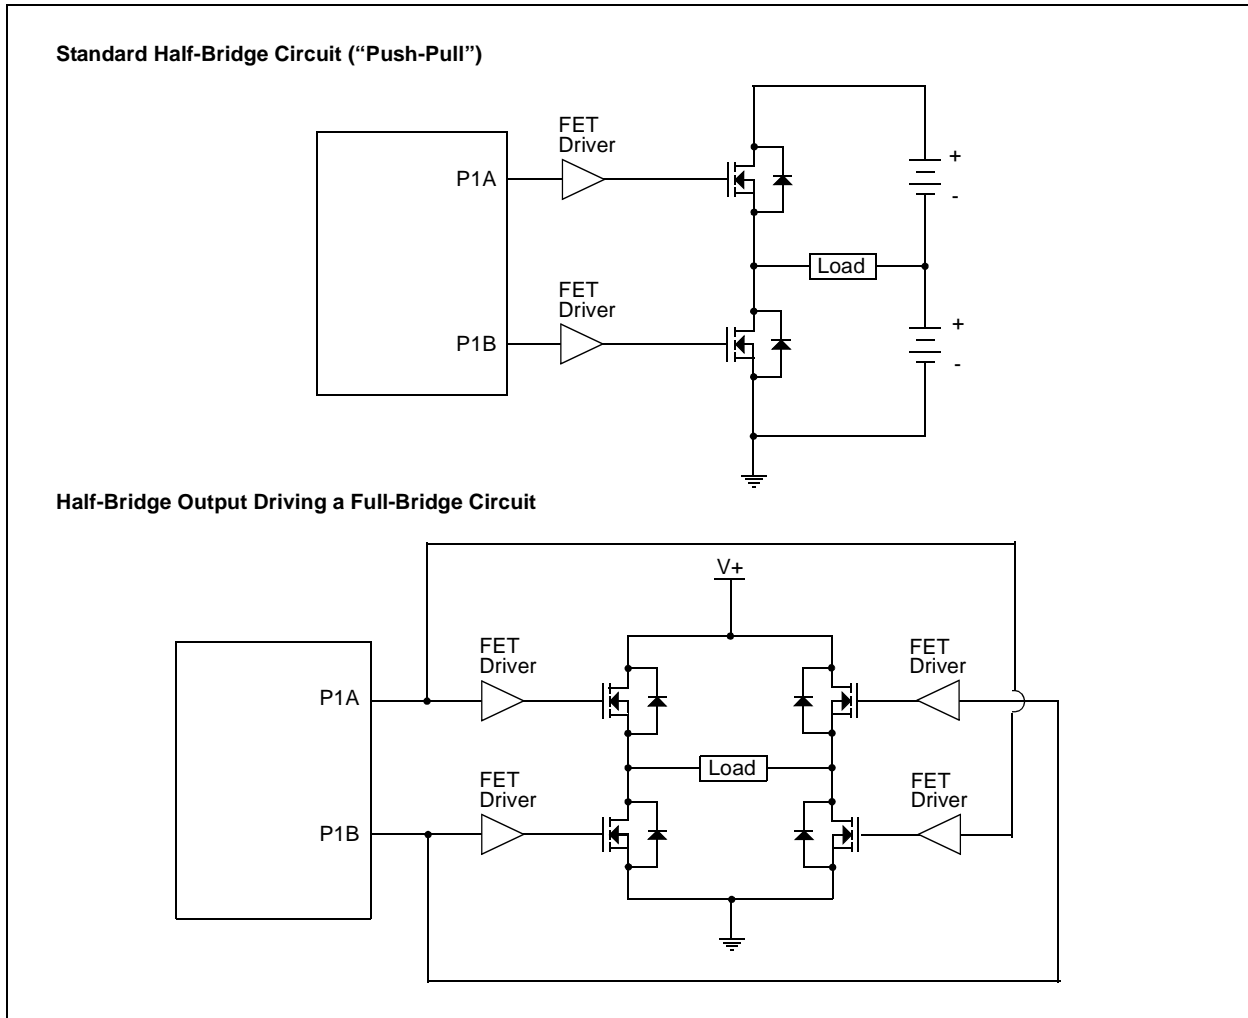 Standard Half-Bridge Circuit (“Push-Pull”)
FET
Driver
P1A
+
-
Load
FET
Driver
P1B
+
-
Half-Bridge Output Driving a Full-Bridge Circuit
V+
FET
Driver
FET
Driver
P1A
Load
FET
Driver
FET
Driver
P1B